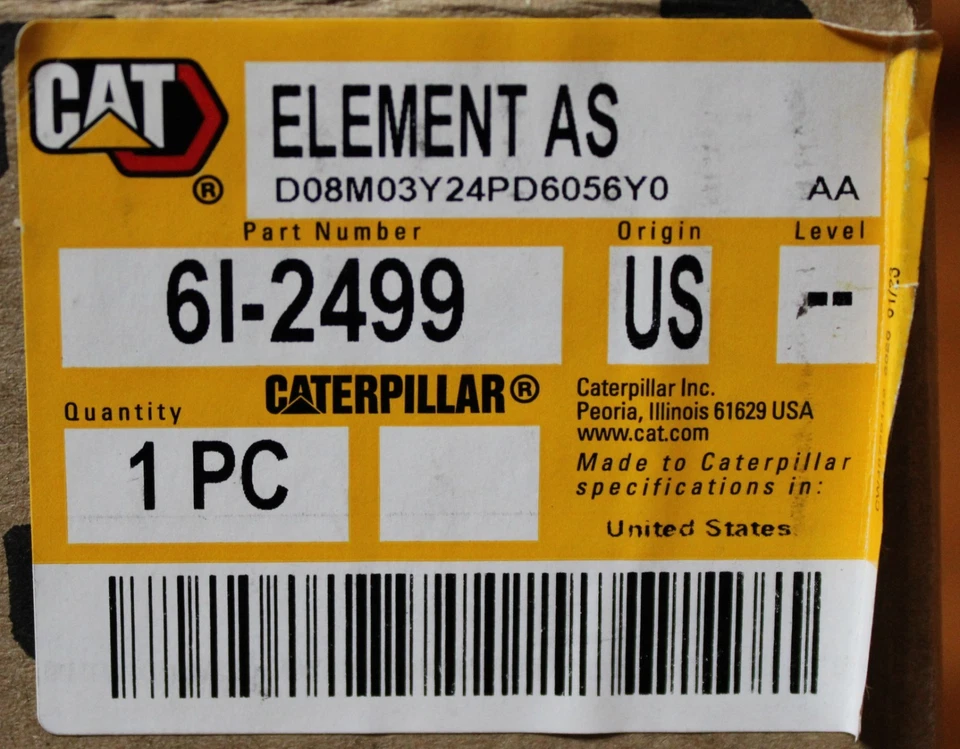 CAT
®
ELEMENT AS
D08M03Y24PD6056Y0 AA
Part Number Origin Level
6I-2499 US --
Quantity
CATERPILLAR®
1 PC
Caterpillar Inc.
Peoria, Illinois 61629 USA
www.cat.com
Made to Caterpillar
specifications in:
United States